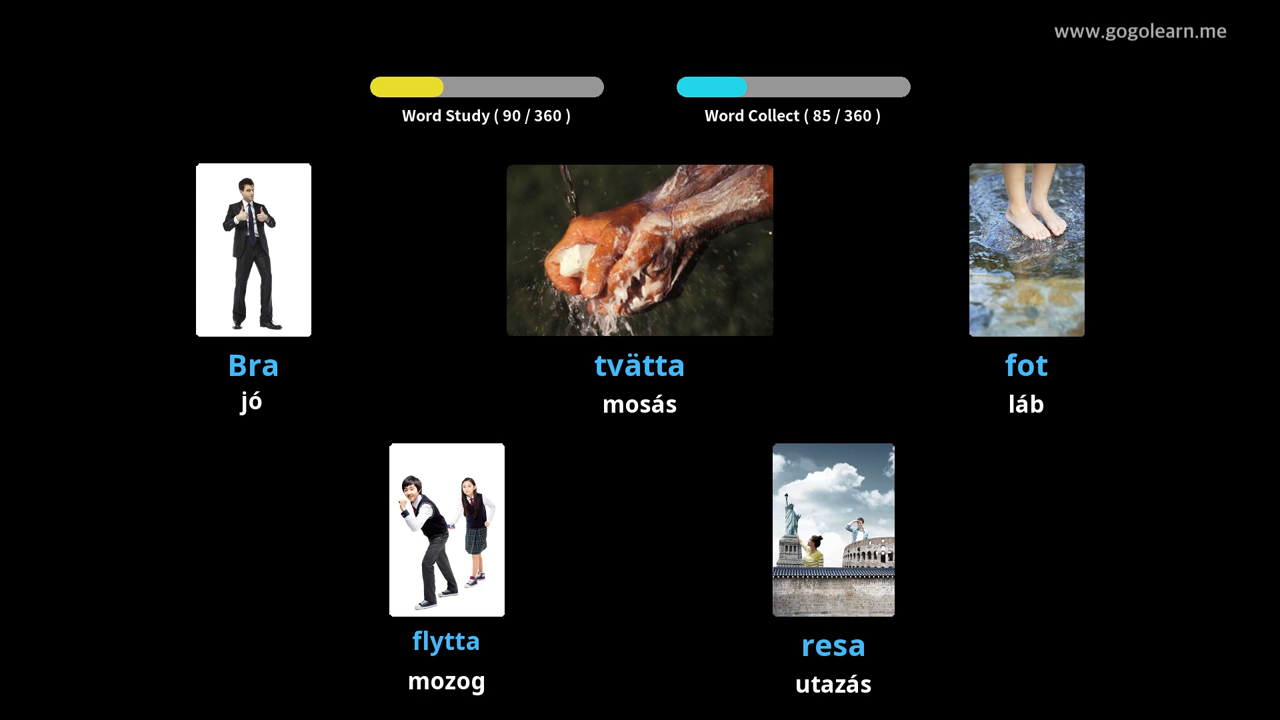 www.gogolearn.me
Word Study ( 90 / 360 )
Word Collect ( 85 / 360 )
Bra
jó
tvätta
mosás
fot
láb
flytta
mozog
resa
utazás